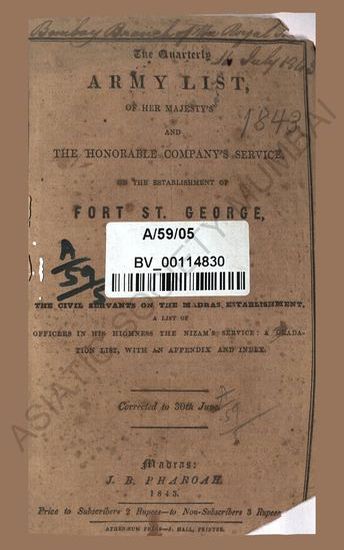 Bombay Branch of the Royal
The Quarterly
14 July 1843
ARMY LIST,
OF HER MAJESTY'S
1843
AND
THE HONORABLE COMPANY'S SERVICE,
ON THE ESTABLISHMENT OF
FORT ST. GEORGE,
A/59/05
BV_00114830
A/59
THE CIVIL SERVANTS ON THE MADRAS ESTABLISHMENT,
A LIST OF
OFFICERS IN HIS HIGHNESS THE NIZAM'S SERVICE: A GRADA-
TION LIST, WITH AN APPENDIX AND INDEX.
Corrected to 30th June
A/59
Madras:
J. B. PHAROAH.
1843.
Price to Subscribers 2 Rupees—to Non-Subscribers 3 Rupees
ATHENÆUM PRESS—J. HALL, PRINTER.
ASIATIC SOCIETY MUMBAI